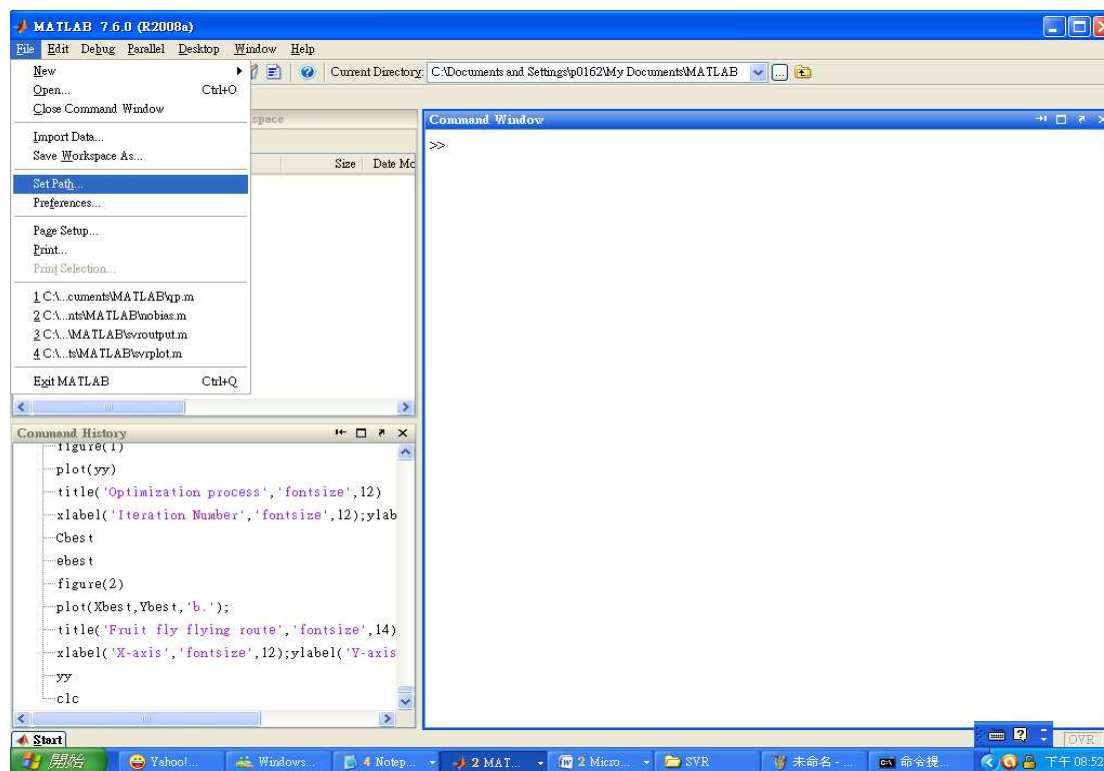 MATLAB 7.6.0 (R2008a)
File Edit Debug Parallel Desktop Window Help
New
Open... Ctrl+O
Close Command Window
Import Data...
Save Workspace As...
Set Path...
Preferences...
Page Setup...
Print...
Print Selection...
1 C:\...cuments\MATLAB\qp.m
2 C:\...nts\MATLAB\nobias.m
3 C:\...\MATLAB\svroutput.m
4 C:\...ts\MATLAB\svrplot.m
Exit MATLAB Ctrl+Q
Current Directory: C:\Documents and Settings\p0162\My Documents\MATLAB
space
Size Date Mo
Command Window
>>
Command History
figure(1)
plot(yy)
title('Optimization process','fontsize',12)
xlabel('Iteration Number','fontsize',12);ylab
Cbest
ebest
figure(2)
plot(Xbest,Ybest,'b.');
title('Fruit fly flying route','fontsize',14)
xlabel('X-axis','fontsize',12);ylabel('Y-axis
yy
clc
Start
OVR
開始 Yahoo!... Windows... 4 Notep... 2 MAT... 2 Micro... SVR 未命名 - ... 命令提... 下午 08:52